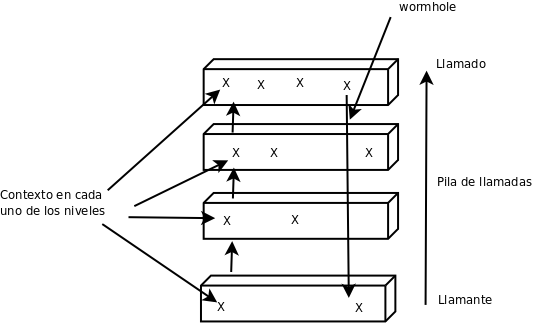 wormhole
Llamado
X X X X
X X X
Pila de llamadas
Contexto en cada
uno de los niveles
X X
Llamante
X X